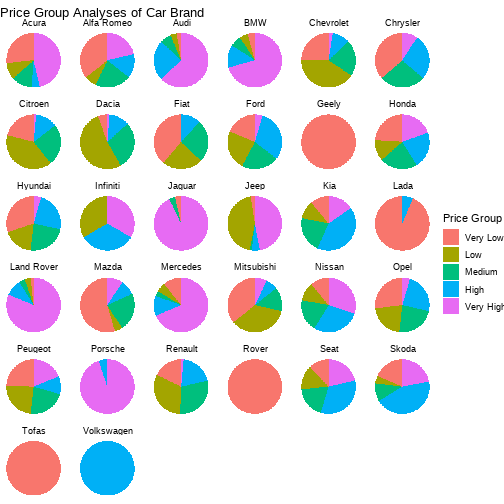 Price Group Analyses of Car Brand
Acura
Alfa Romeo
Audi
BMW
Chevrolet
Chrysler
Citroen
Dacia
Fiat
Ford
Geely
Honda
Hyundai
Infiniti
Jaguar
Jeep
Kia
Lada
Price Group
Very Low
Low
Medium
High
Very High
Land Rover
Mazda
Mercedes
Mitsubishi
Nissan
Opel
Peugeot
Porsche
Renault
Rover
Seat
Skoda
Tofas
Volkswagen